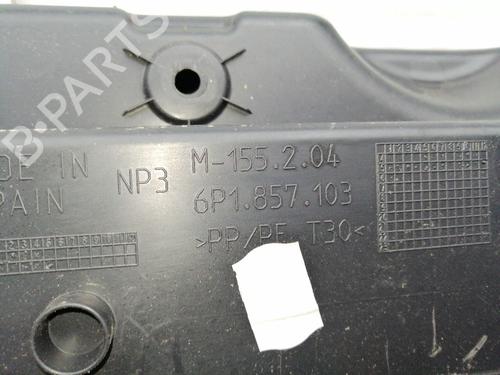 B-PARTS
DE IN
PAIN
NP3
M-155.2.04
6P1.857.103
>PP/PE T30<